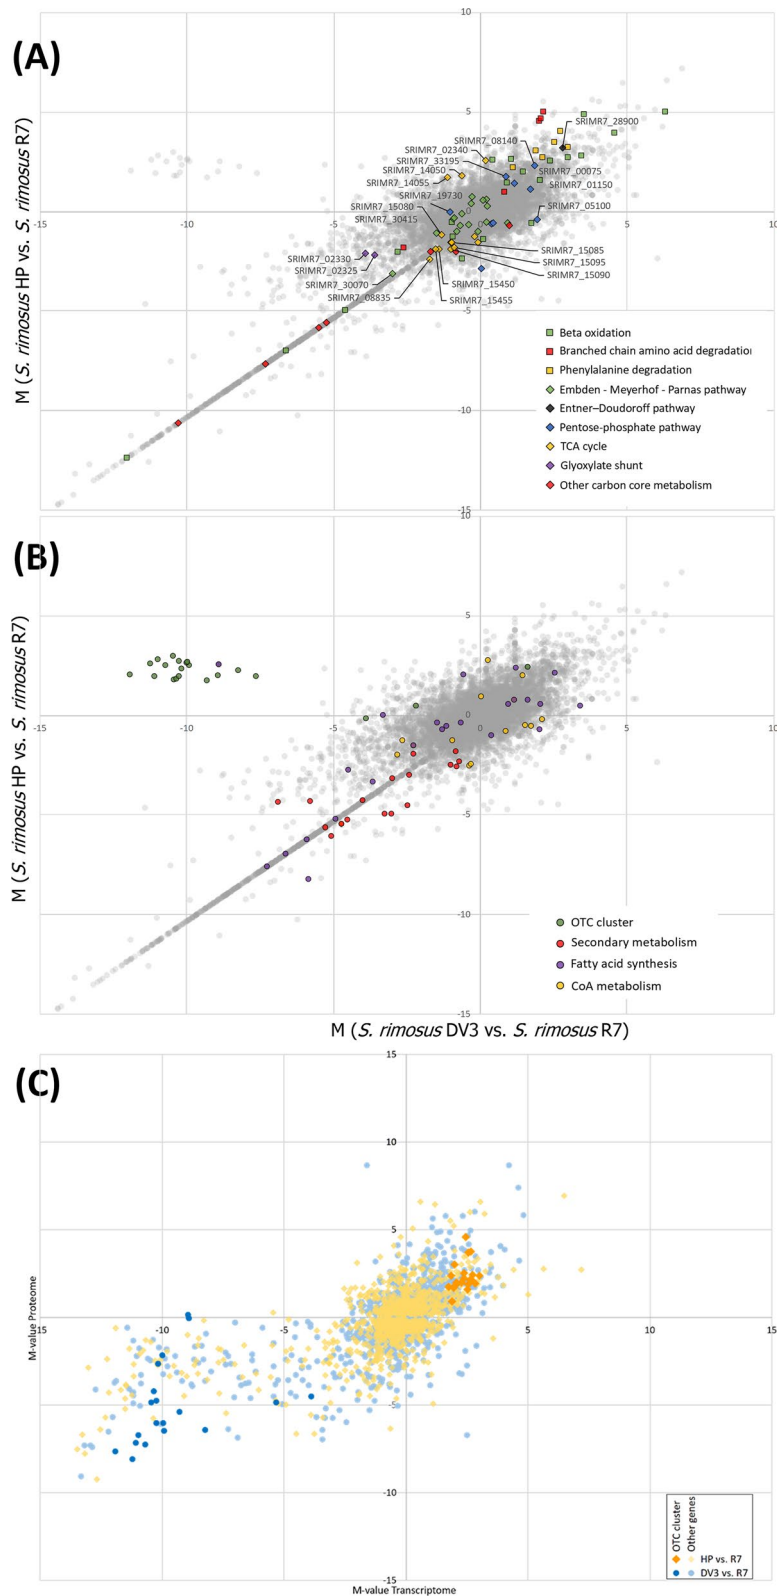 (A)
M (S. rimosus HP vs. S. rimosus R7)
10
5
0
-5
-10
-15
-15
-10
-5
0
5
10
SRIMR7_28900
SRIMR7_08140
SRIMR7_02340
SRIMR7_33195
SRIMR7_00075
SRIMR7_14050
SRIMR7_01150
SRIMR7_14055
SRIMR7_19730
SRIMR7_15080
SRIMR7_05100
SRIMR7_30415
SRIMR7_15085
SRIMR7_02330
SRIMR7_15095
SRIMR7_02325
SRIMR7_15090
SRIMR7_30070
SRIMR7_15450
SRIMR7_08835
SRIMR7_15455
Beta oxidation
Branched chain amino acid degradation
Phenylalanine degradation
Embden - Meyerhof - Parnas pathway
Entner–Doudoroff pathway
Pentose-phosphate pathway
TCA cycle
Glyoxylate shunt
Other carbon core metabolism
(B)
M (S. rimosus HP vs. S. rimosus R7)
10
5
0
-5
-10
-15
-15
-10
-5
0
5
10
OTC cluster
Secondary metabolism
Fatty acid synthesis
CoA metabolism
M (S. rimosus DV3 vs. S. rimosus R7)
(C)
M-value Proteome
15
10
5
-5
-10
-15
-15
-10
-5
5
10
15
OTC cluster
Other genes
HP vs. R7
DV3 vs. R7
M-value Transcriptome